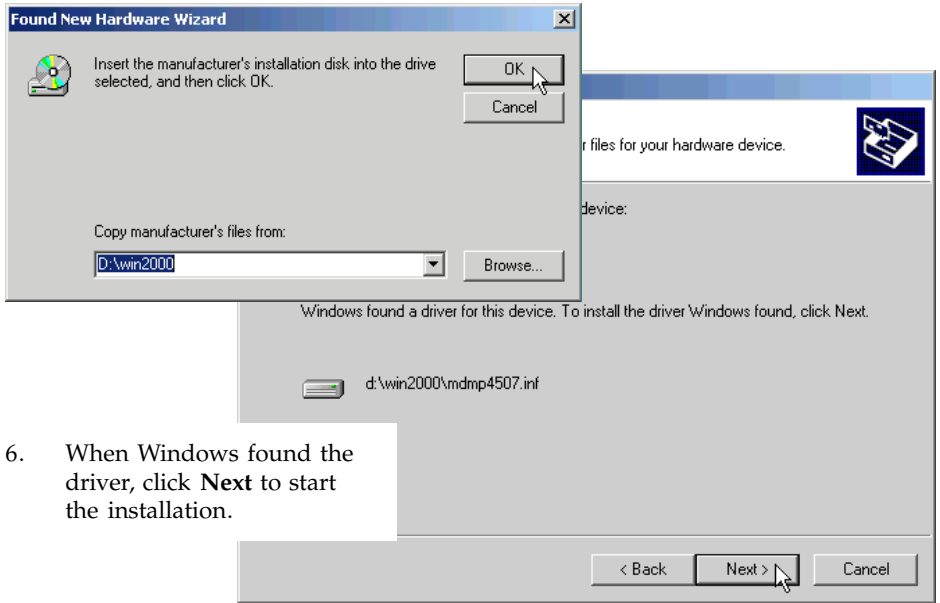 Found New Hardware Wizard
Insert the manufacturer's installation disk into the drive
selected, and then click OK.
OK
Cancel
Copy manufacturer's files from:
D:\win2000
Browse...
r files for your hardware device.
device:
Windows found a driver for this device. To install the driver Windows found, click Next.
d:\win2000\mdmp4507.inf
6. When Windows found the
driver, click Next to start
the installation.
< Back
Next >
Cancel